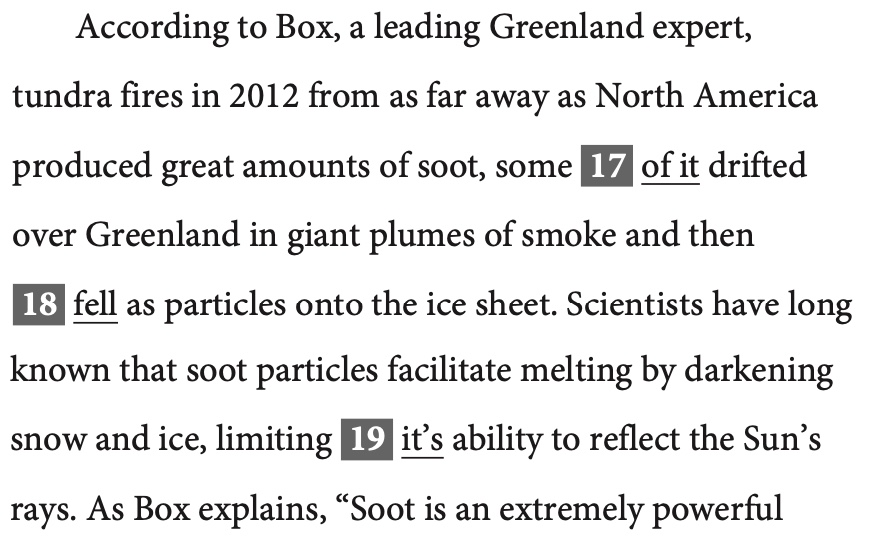 According to Box, a leading Greenland expert,
tundra fires in 2012 from as far away as North America
produced great amounts of soot, some 17 of it drifted
over Greenland in giant plumes of smoke and then
18 fell as particles onto the ice sheet. Scientists have long
known that soot particles facilitate melting by darkening
snow and ice, limiting 19 it’s ability to reflect the Sun’s
rays. As Box explains, “Soot is an extremely powerful